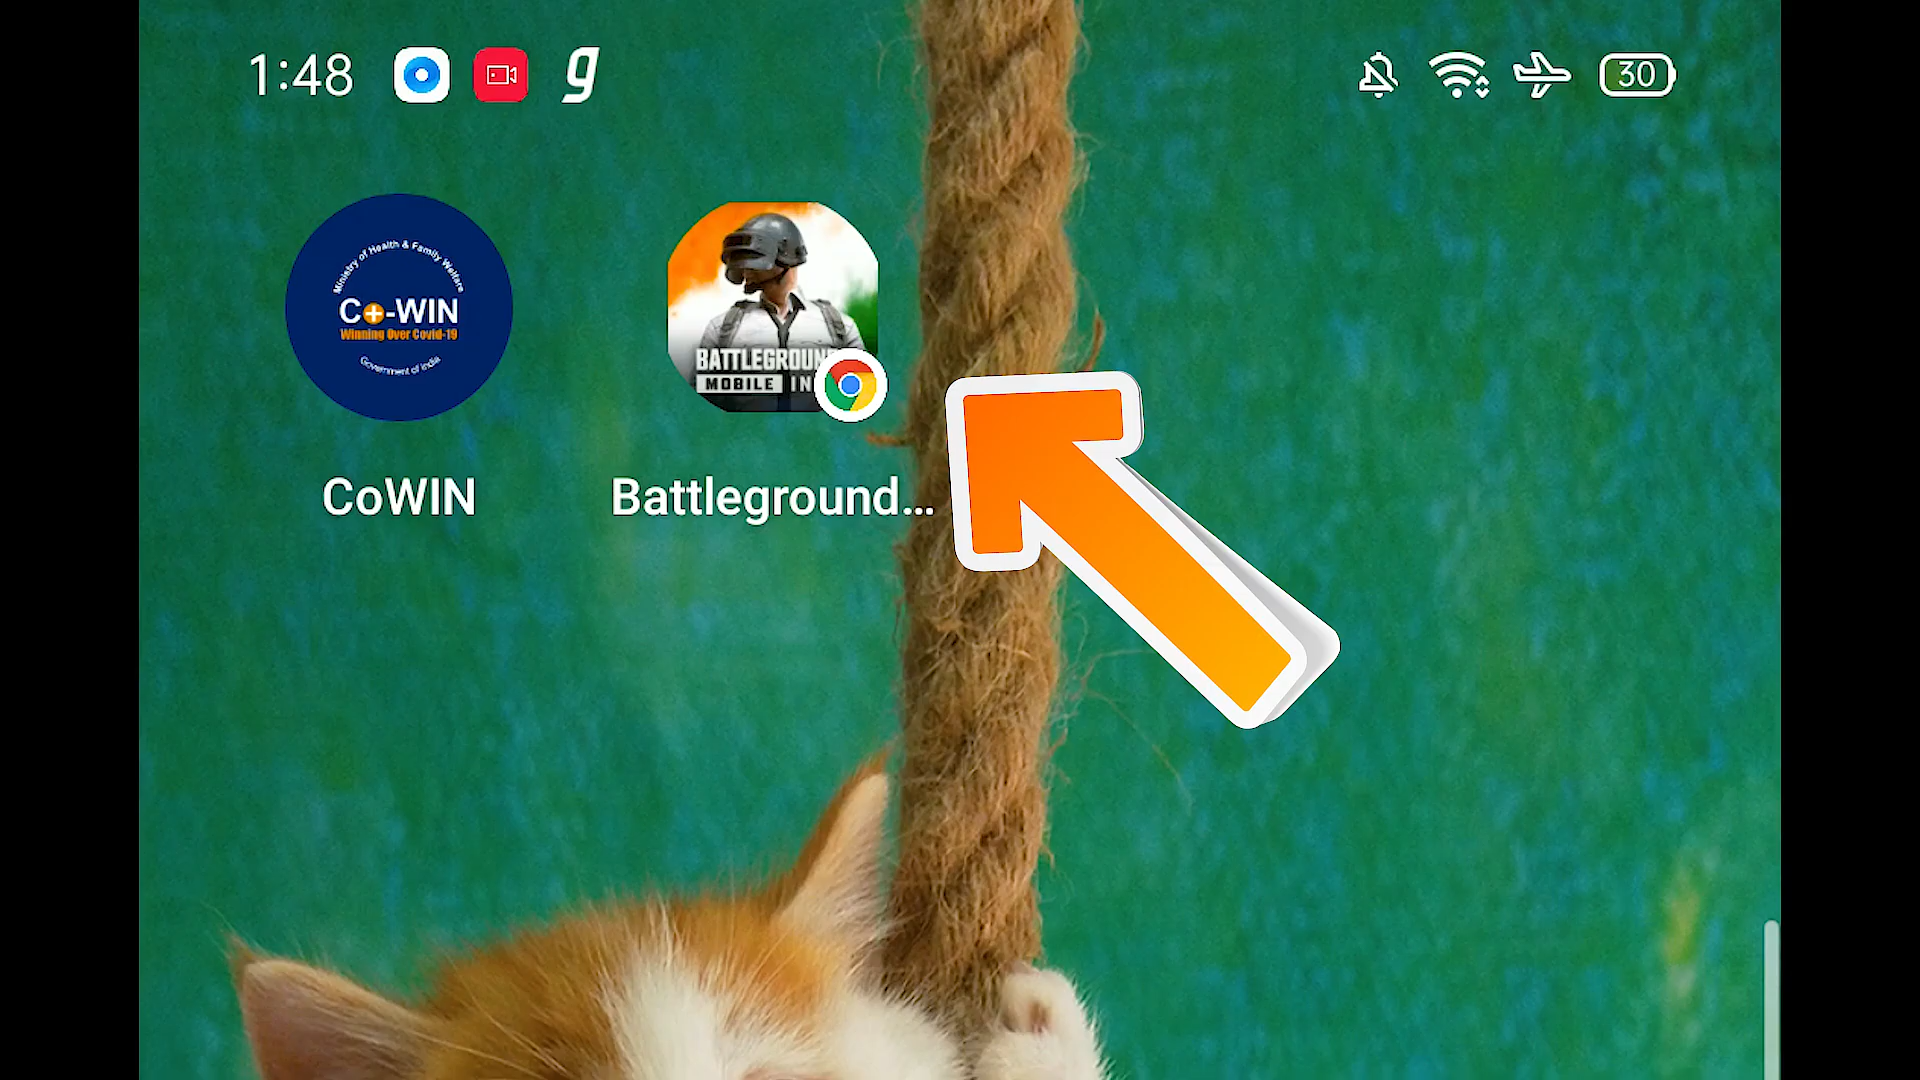 1:48
g
30
Ministry of Health & Family Welfare
Co-WIN
Winning Over Covid-19
Government of India
BATTLEGROUN
MOBILE IN
CoWIN
Battleground...